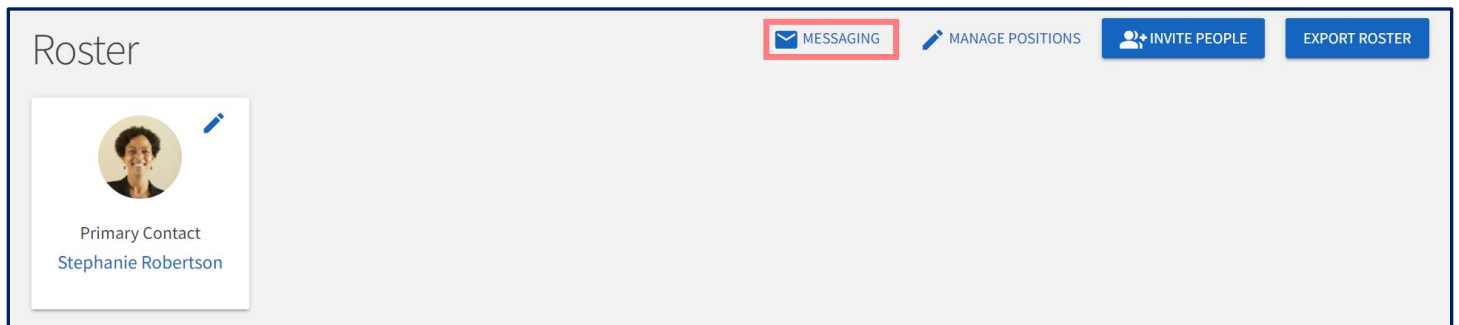 Roster
MESSAGING
MANAGE POSITIONS
INVITE PEOPLE
EXPORT ROSTER
Primary Contact
Stephanie Robertson